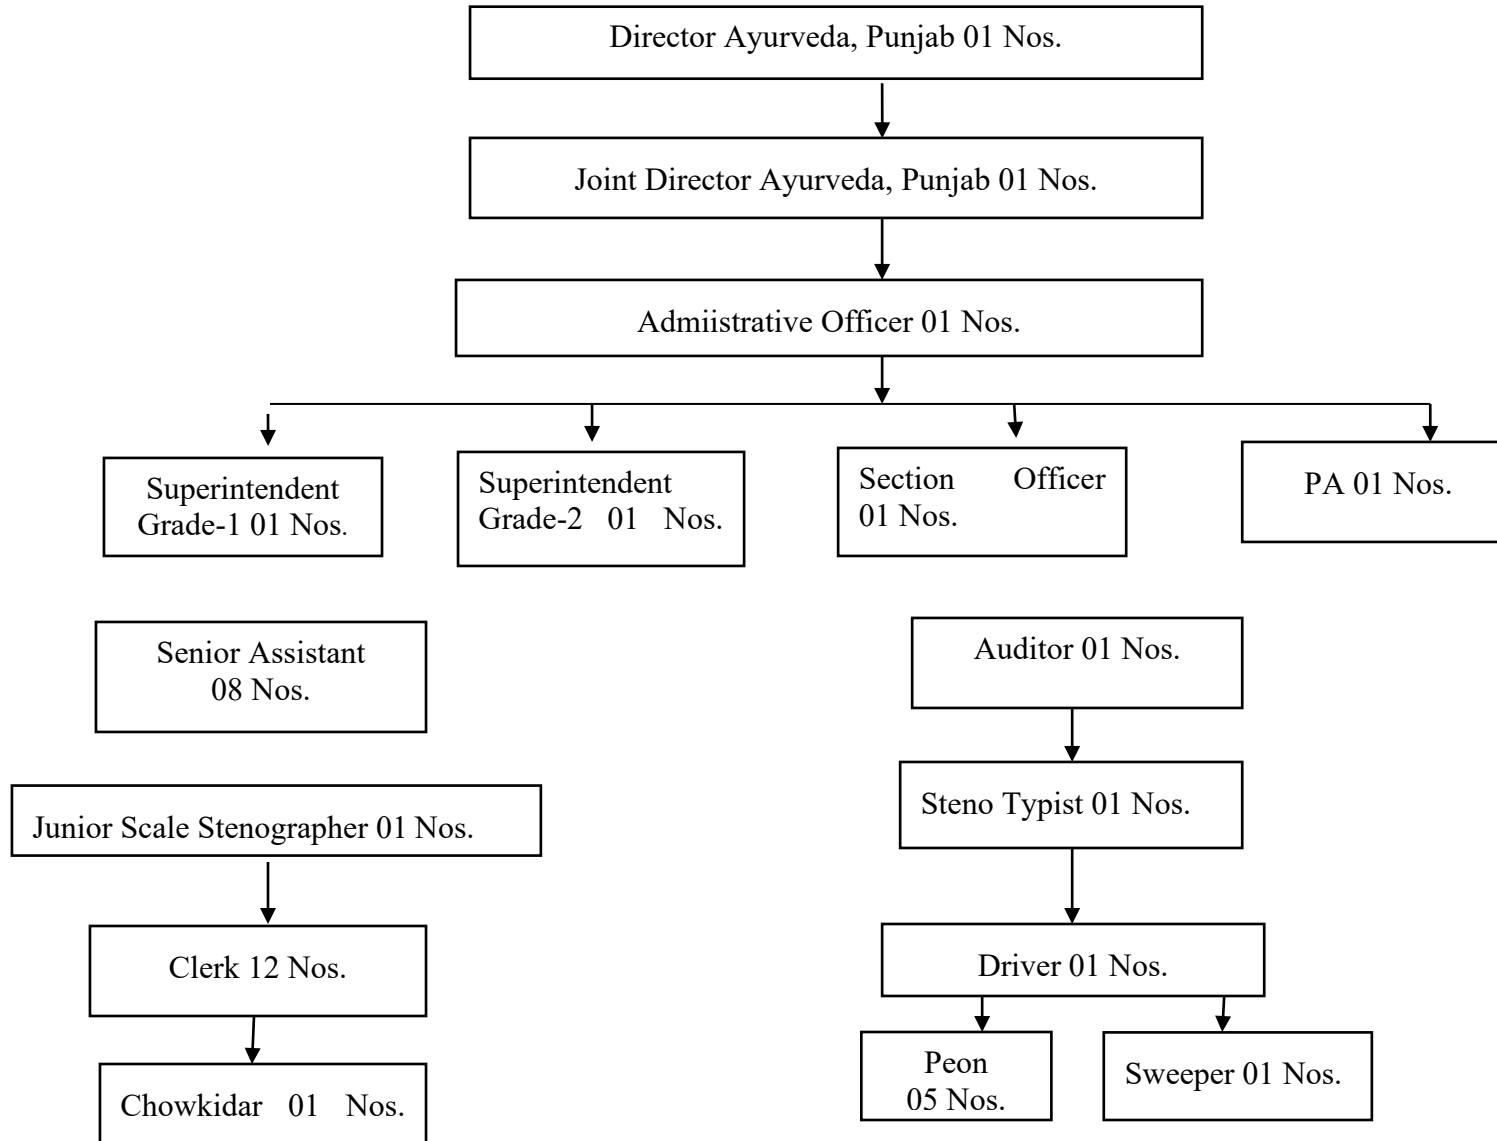 Director Ayurveda, Punjab 01 Nos.
Joint Director Ayurveda, Punjab 01 Nos.
Admiistrative Officer 01 Nos.
Superintendent
Grade-1 01 Nos.
Superintendent
Grade-2 01 Nos.
Section Officer
01 Nos.
PA 01 Nos.
Senior Assistant
08 Nos.
Auditor 01 Nos.
Junior Scale Stenographer 01 Nos.
Steno Typist 01 Nos.
Clerk 12 Nos.
Driver 01 Nos.
Chowkidar 01 Nos.
Peon
05 Nos.
Sweeper 01 Nos.